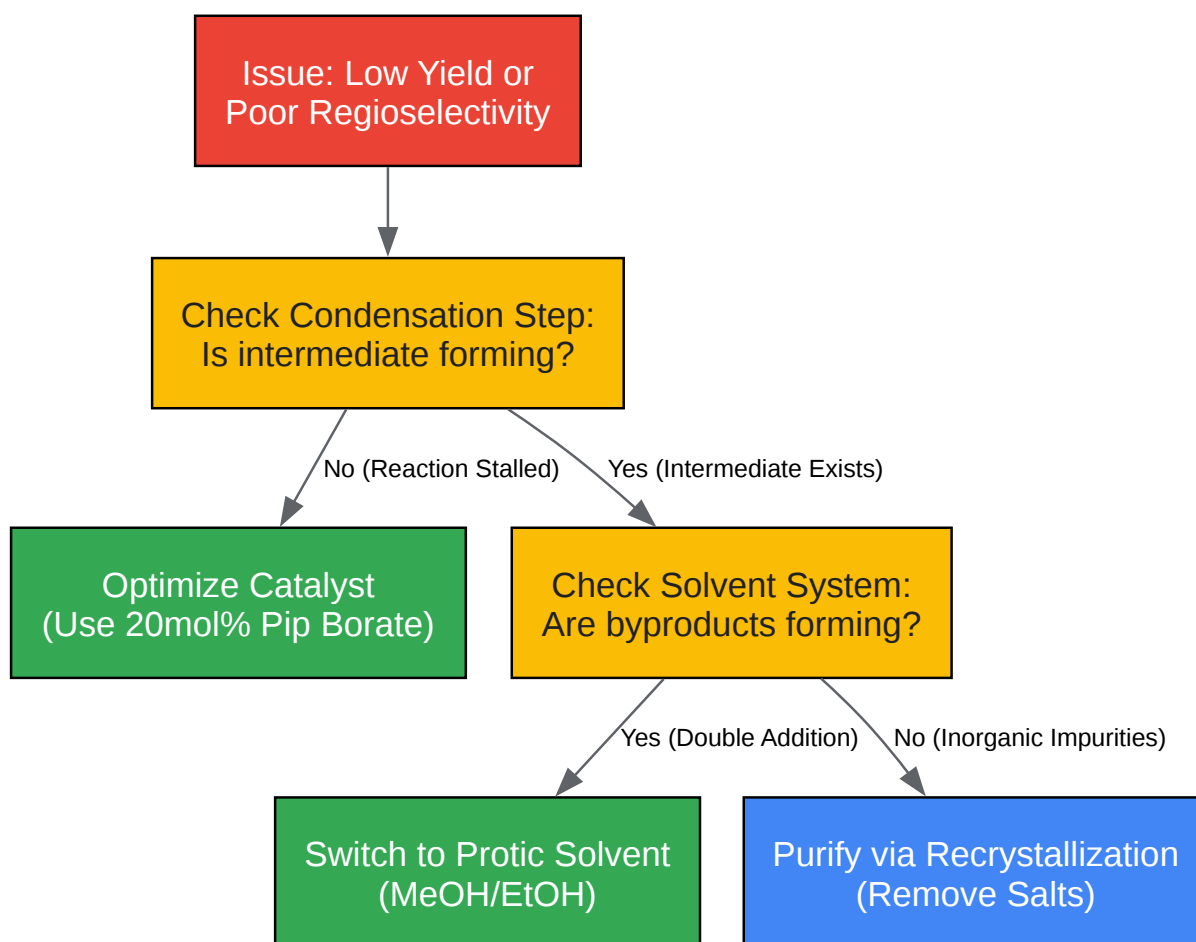 Issue: Low Yield or
Poor Regioselectivity
Check Condensation Step:
Is intermediate forming?
No (Reaction Stalled)
Yes (Intermediate Exists)
Optimize Catalyst
(Use 20mol% Pip Borate)
Check Solvent System:
Are byproducts forming?
Yes (Double Addition)
No (Inorganic Impurities)
Switch to Protic Solvent
(MeOH/EtOH)
Purify via Recrystallization
(Remove Salts)